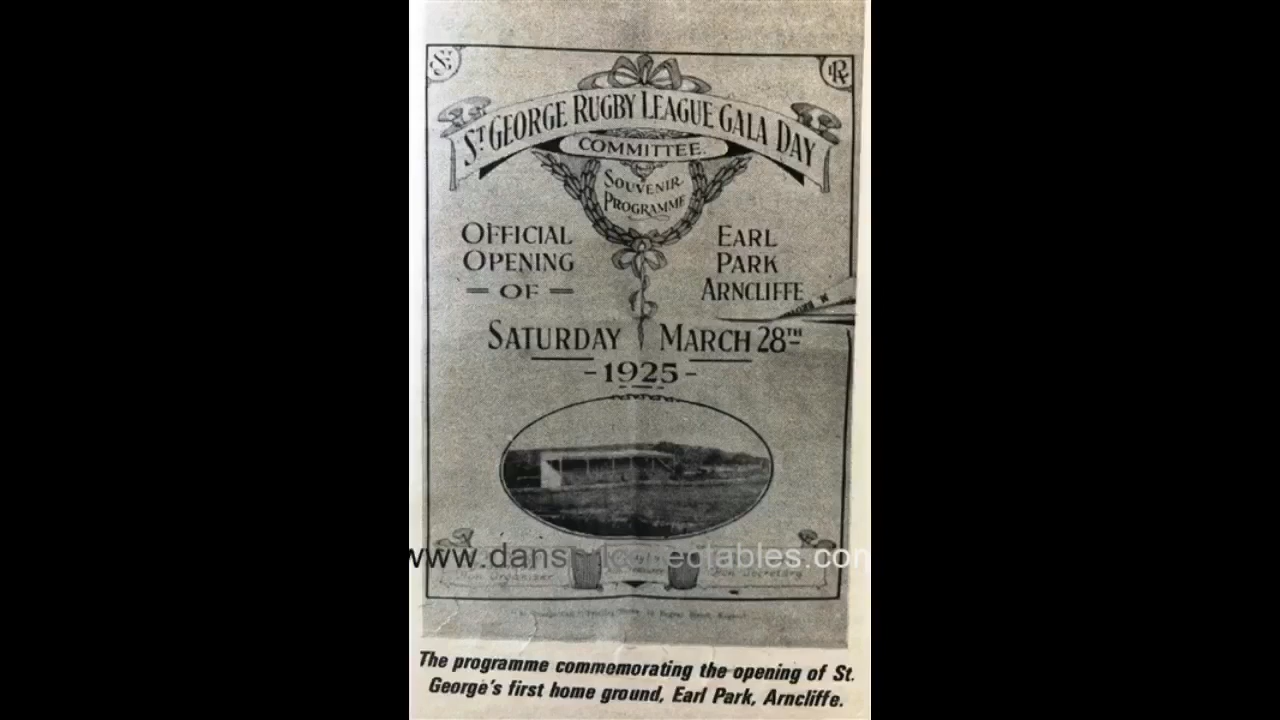 St GEORGE RUGBY LEAGUE GALA DAY
COMMITTEE.
SOUVENIR
PROGRAMME
OFFICIAL
OPENING
— OF —
EARL
PARK
ARNCLIFFE
SATURDAY MARCH 28TH
- 1925 -
Hon Organiser
Hon Secretary
The programme commemorating the opening of St.
George's first home ground, Earl Park, Arncliffe.